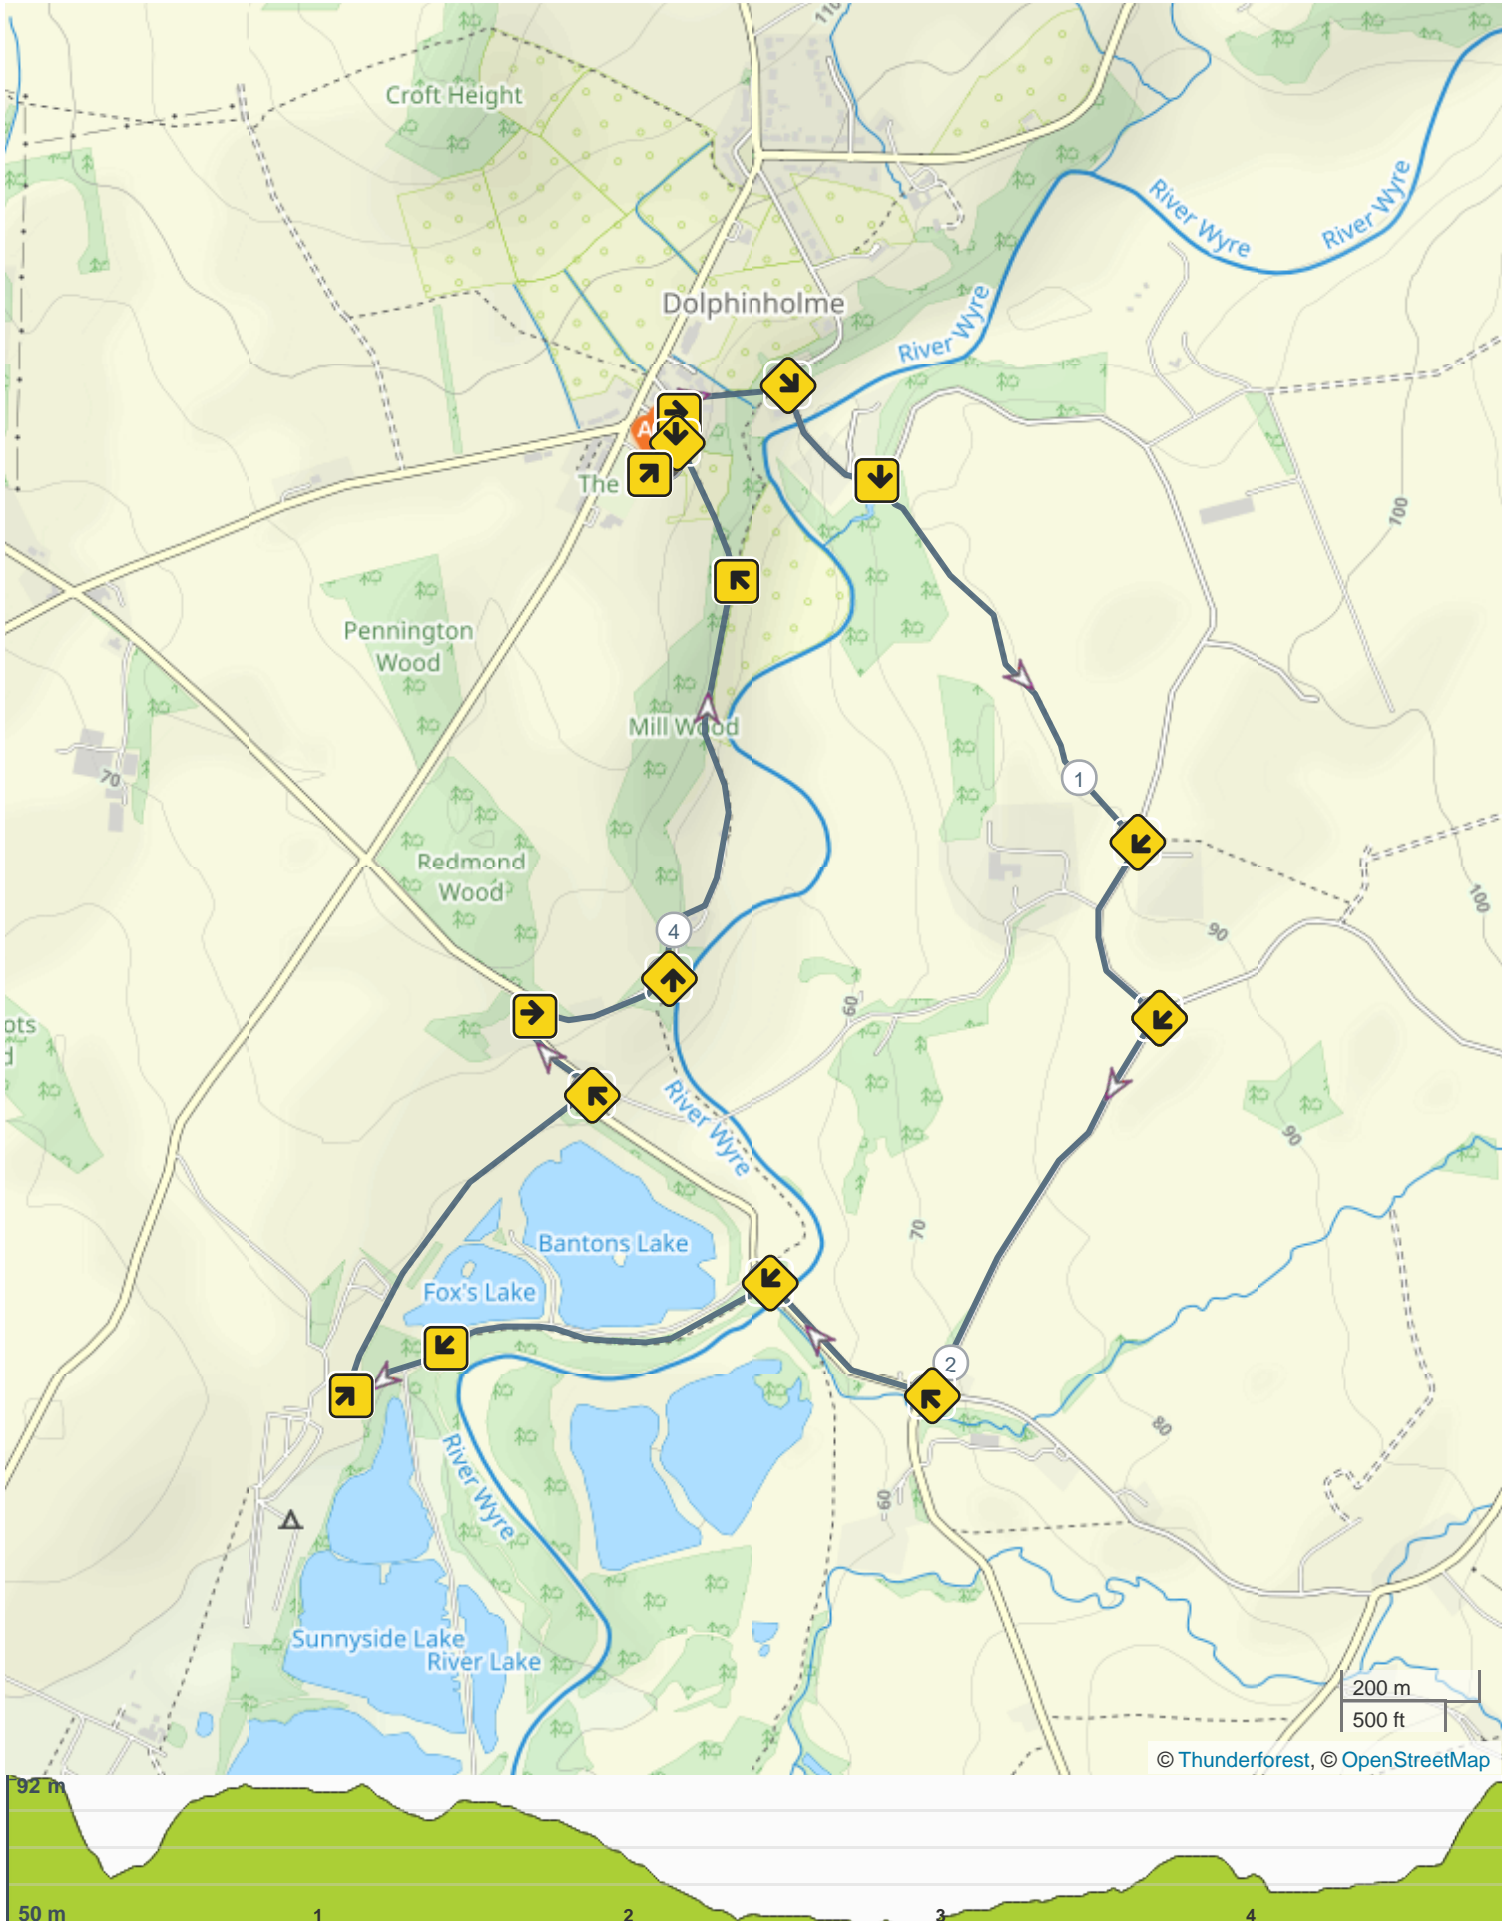 110
Croft Height
River Wyre
River Wyre
Dolphinholme
River Wyre
A
The
100
Pennington
Wood
Mill Wood
70
1
Redmond
Wood
100
90
4
60
ots
d
River Wyre
90
70
Bantons Lake
Fox's Lake
2
80
River Wyre
60
Sunnyside Lake
River Lake
200 m
500 ft
© Thunderforest, © OpenStreetMap
92 m
50 m
1
2
3
4